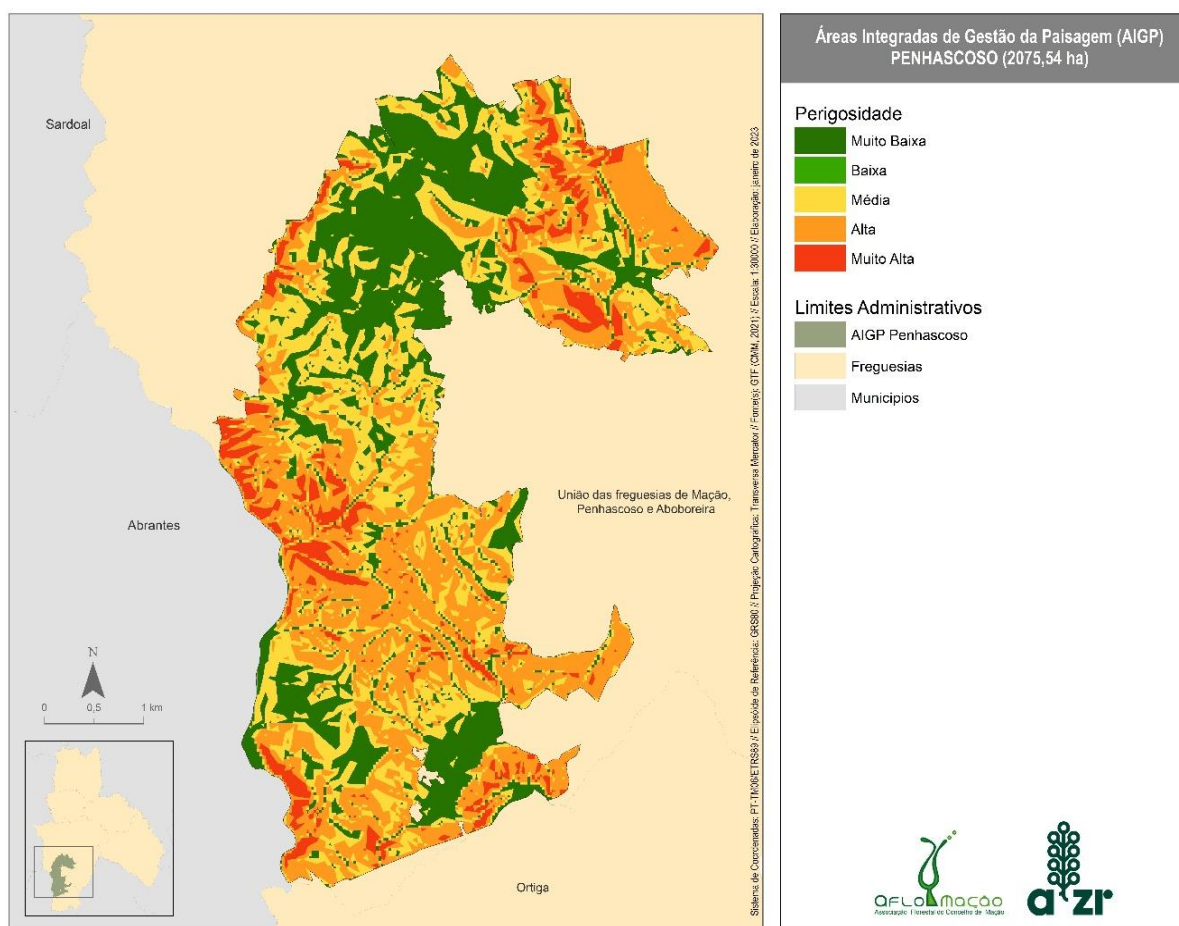 Áreas Integradas de Gestão da Paisagem (AIGP)
PENHASCOSO (2075,54 ha)
Perigosidade
Muito Baixa
Baixa
Média
Alta
Muito Alta
Limites Administrativos
AIGP Penhascoso
Freguesias
Municipios
Sardoal
Abrantes
União das freguesias de Mação,
Penhascoso e Aboboreira
Ortiga
N
0 0,5 1 km
Sistema de Coordenadas: PT-TM06/ETRS89 // Elipsóide de Referência: GRS80 // Projeção Cartográfica: Transversa Mercator // Fonte(s): GTF (CMM, 2021); // Escala: 1:30000 // Elaboração: janeiro de 2023
aflomação
Associação Florestal do Concelho de Mação
aizr